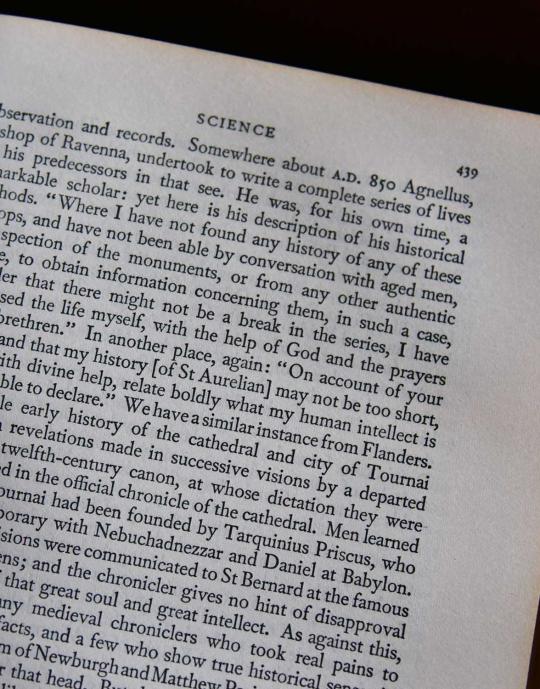 SCIENCE 439
bservation and records. Somewhere about A.D. 850 Agnellus,
shop of Ravenna, undertook to write a complete series of lives
his predecessors in that see. He was, for his own time, a
arkable scholar: yet here is his description of his historical
hods. “Where I have not found any history of any of these
ops, and have not been able by conversation with aged men,
spection of the monuments, or from any other authentic
e, to obtain information concerning them, in such a case,
der that there might not be a break in the series, I have
sed the life myself, with the help of God and the prayers
brethren.” In another place, again: “On account of your
and that my history [of St Aurelian] may not be too short,
ith divine help, relate boldly what my human intellect is
ble to declare.” We have a similar instance from Flanders.
le early history of the cathedral and city of Tournai
revelations made in successive visions by a departed
twelfth-century canon, at whose dictation they were
d in the official chronicle of the cathedral. Men learned
ournai had been founded by Tarquinius Priscus, who
porary with Nebuchadnezzar and Daniel at Babylon.
sions were communicated to St Bernard at the famous
ens; and the chronicler gives no hint of disapproval
that great soul and great intellect. As against this,
any medieval chroniclers who took real pains to
facts, and a few who show true historical
m of Newburgh and Matthew
r that head.